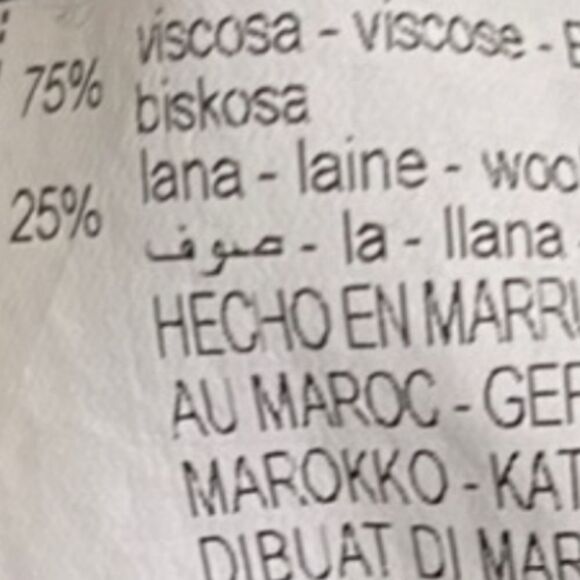 75% viscosa - viscose -
biskosa
25% lana - laine -
صوف - la - llana
HECHO EN
AU MAROC -
MAROKKO -
DIBUAT DI